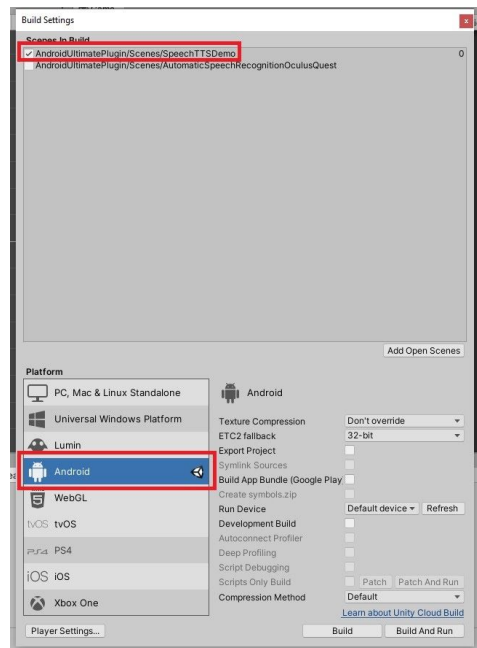 Build Settings
x
Scenes In Build
AndroidUltimatePlugin/Scenes/SpeechTTSDemo 0
AndroidUltimatePlugin/Scenes/AutomaticSpeechRecognitionOculusQuest
Add Open Scenes
Platform
PC, Mac & Linux Standalone
Universal Windows Platform
Lumin
Android
WebGL
tvOS tvOS
PS4 PS4
iOS iOS
Xbox One
Android
Texture Compression Don't override
ETC2 fallback 32-bit
Export Project
Symlink Sources
Build App Bundle (Google Play
Create symbols.zip
Run Device Default device Refresh
Development Build
Autoconnect Profiler
Deep Profiling
Script Debugging
Scripts Only Build Patch Patch And Run
Compression Method Default
Learn about Unity Cloud Build
Player Settings... Build Build And Run